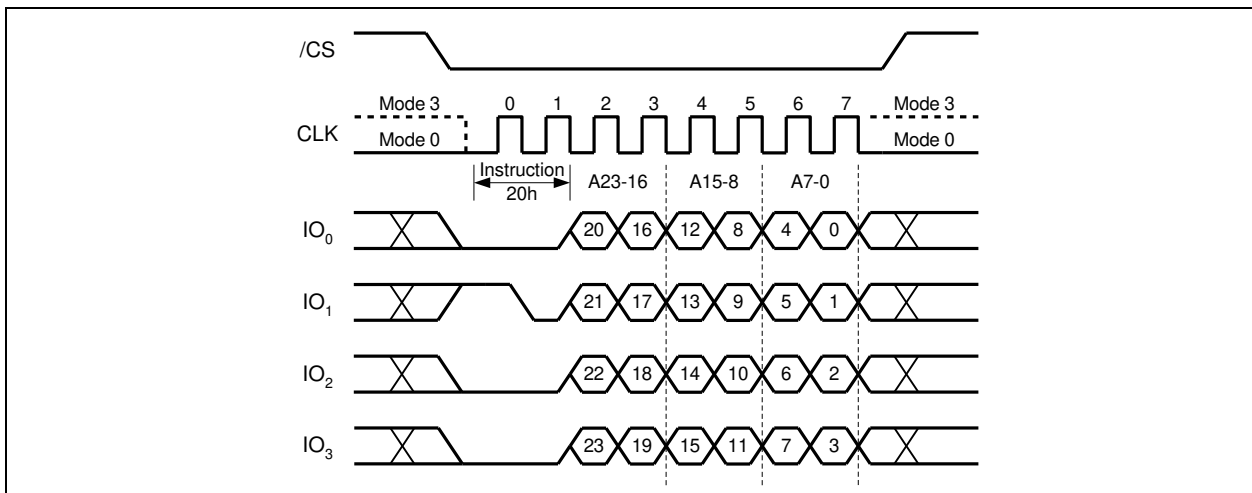 /CS
Mode 3 0 1 2 3 4 5 6 7 Mode 3
CLK
Mode 0 Mode 0
Instruction
20h
A23-16 A15-8 A7-0
IO0 20 16 12 8 4 0
IO1 21 17 13 9 5 1
IO2 22 18 14 10 6 2
IO3 23 19 15 11 7 3